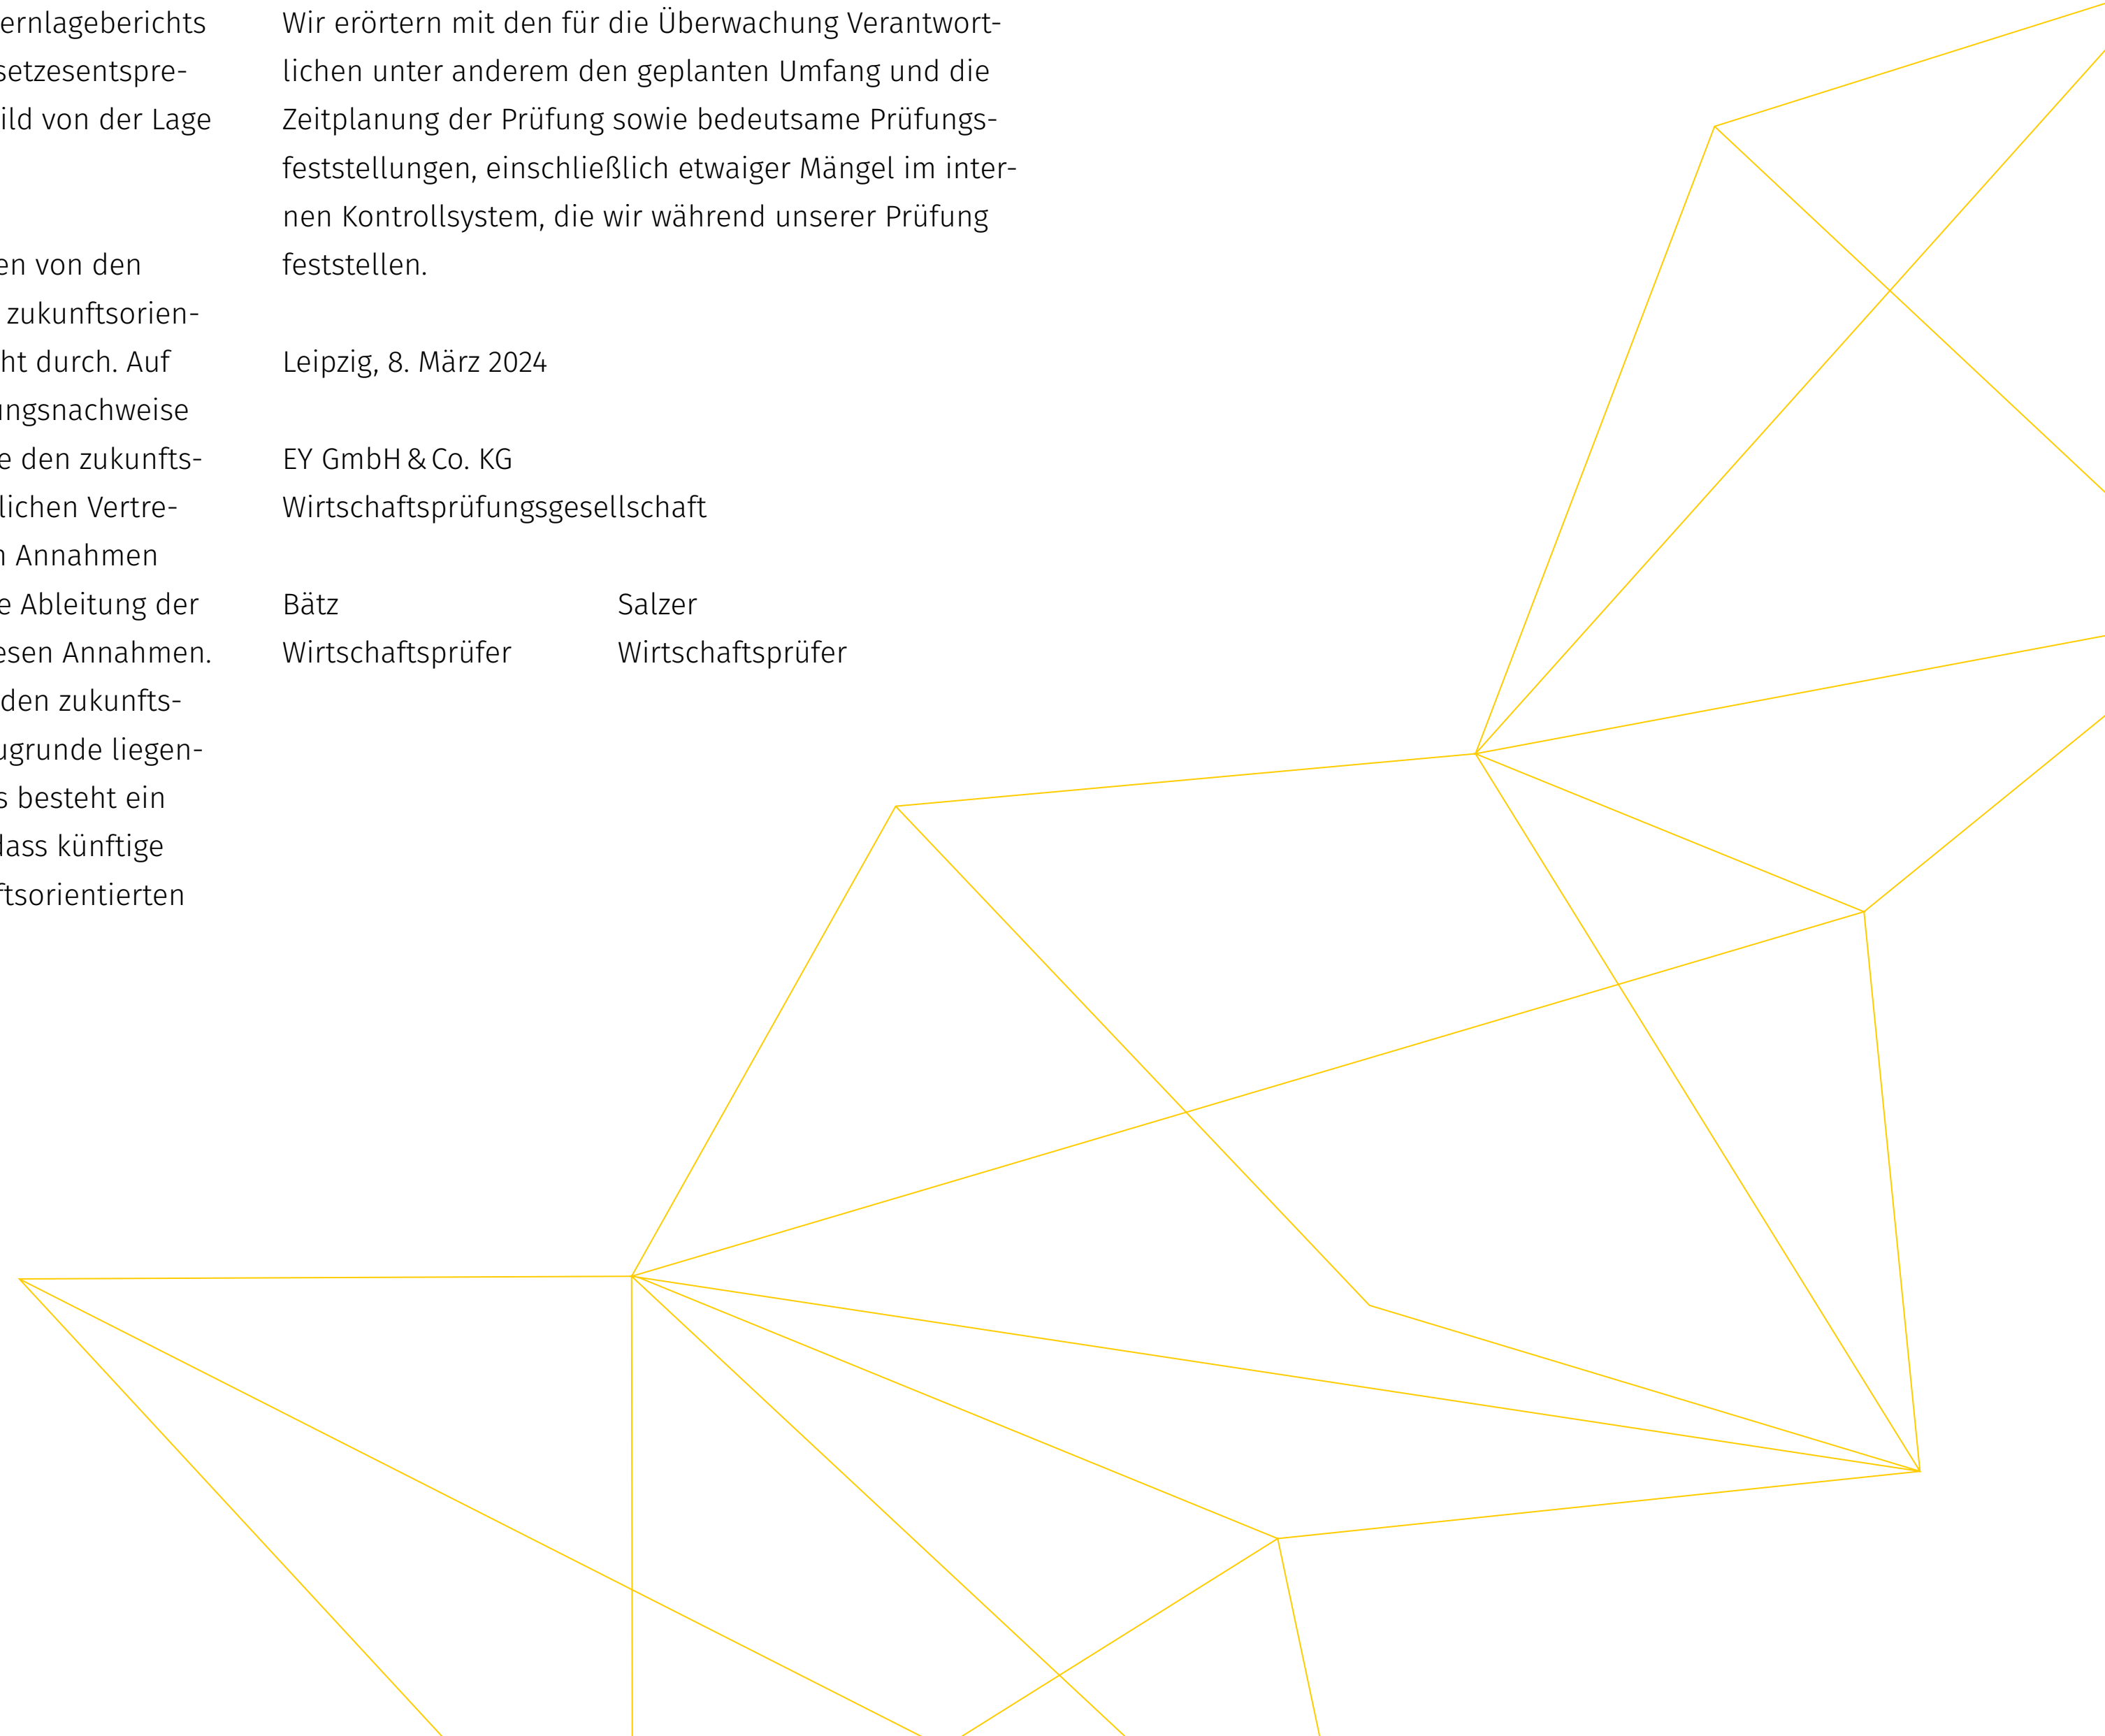 ernlageberichts
setzesentspre-
ild von der Lage
en von den
zukunftsorien-
ht durch. Auf
ungsnachweise
e den zukunfts-
lichen Vertre-
n Annahmen
e Ableitung der
esen Annahmen.
den zukunfts-
ugrunde liegen-
s besteht ein
dass künftige
ftsorientierten
Wir erörtern mit den für die Überwachung Verantwort-
lichen unter anderem den geplanten Umfang und die
Zeitplanung der Prüfung sowie bedeutsame Prüfungs-
feststellungen, einschließlich etwaiger Mängel im inter-
nen Kontrollsystem, die wir während unserer Prüfung
feststellen.
Leipzig, 8. März 2024
EY GmbH & Co. KG
Wirtschaftsprüfungsgesellschaft
Bätz Salzer
Wirtschaftsprüfer Wirtschaftsprüfer